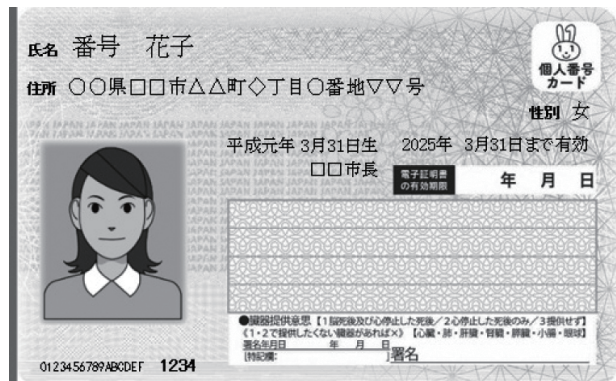 氏名 番号 花子
個人番号
カード
住所 〇〇県口口市△△町◇丁目〇番地▽▽号
性別 女
平成元年 3月31日生 2025年 3月31日まで有効
口口市長
電子証明書
の有効期限 年 月 日
●臓器提供意思【1 脳死後及び心停止した死後/2 心停止した死後のみ/3 提供せず】
《1・2で提供したくない臓器があれば×》【心臓・肺・肝臓・腎臓・膵臓・小腸・眼球】
署名年月日 年 月 日
[特記欄: ] 署名
0123456789ABCDEF 1234